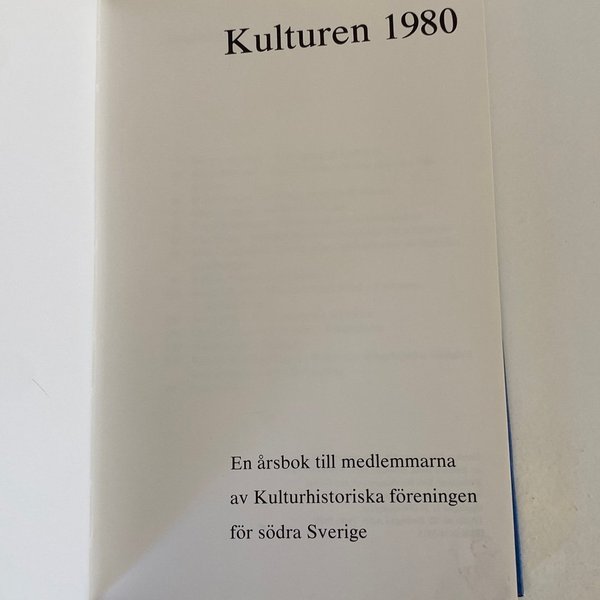 Kulturen 1980
En årsbok till medlemmarna
av Kulturhistoriska föreningen
för södra Sverige